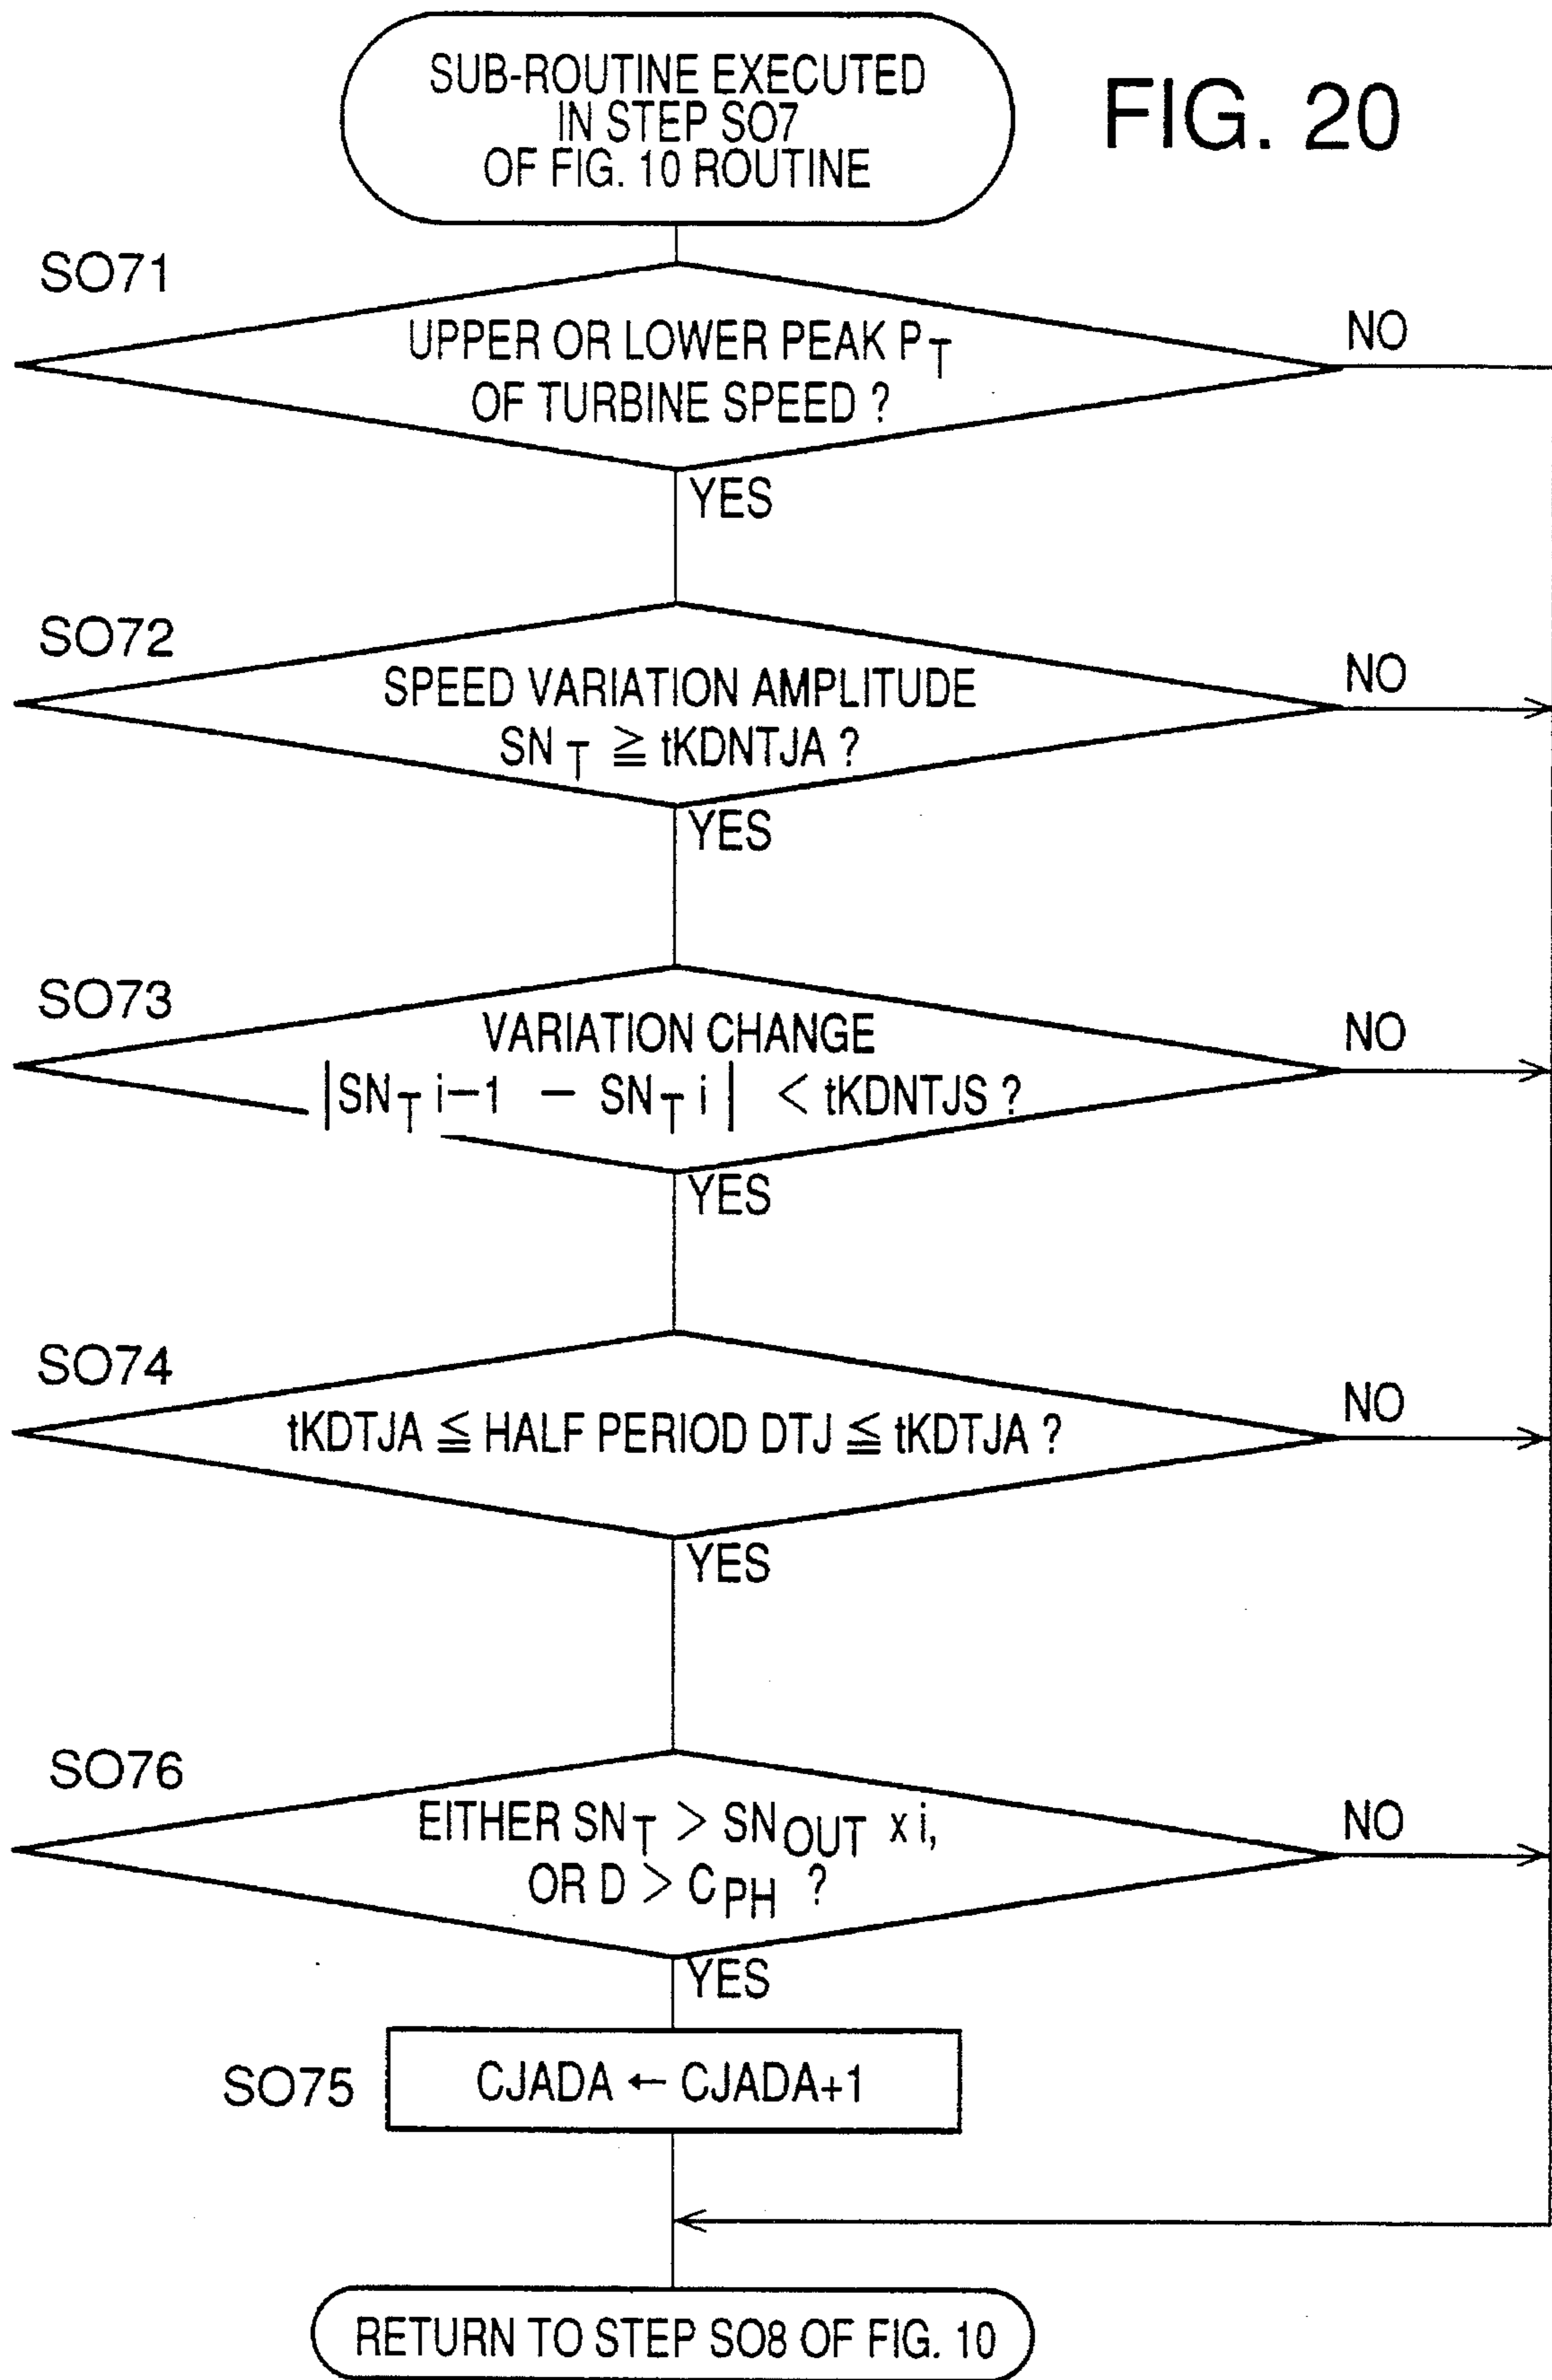 SUB-ROUTINE EXECUTED
IN STEP SO7
OF FIG. 10 ROUTINE
FIG. 20
SO71
UPPER OR LOWER PEAK PT
OF TURBINE SPEED ?
NO
YES
SO72
SPEED VARIATION AMPLITUDE
SNT ≧ tKDNTJA ?
NO
YES
SO73
VARIATION CHANGE
|SNT i-1 - SNT i| < tKDNTJS ?
NO
YES
SO74
tKDTJA ≦ HALF PERIOD DTJ ≦ tKDTJA ?
NO
YES
SO76
EITHER SNT > SNOUT x i,
OR D > CPH ?
NO
YES
SO75
CJADA ← CJADA+1
RETURN TO STEP SO8 OF FIG. 10